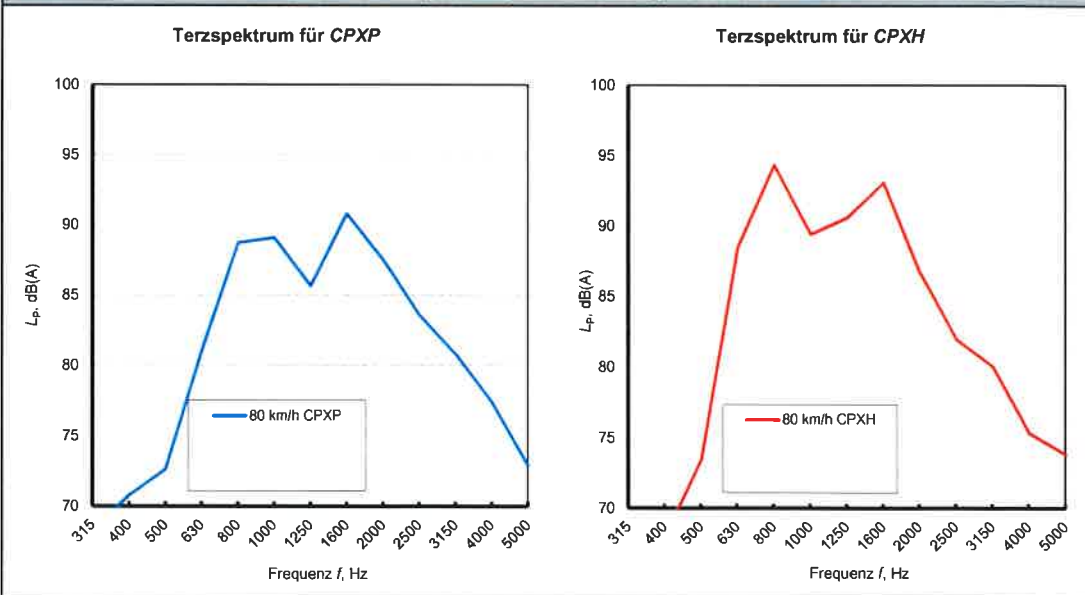 Terzspektrum für CPXP
100
95
90
85
80
75
70
LP, dB(A)
80 km/h CPXP
315 400 500 630 800 1000 1250 1600 2000 2500 3150 4000 5000
Frequenz f, Hz
Terzspektrum für CPXH
100
95
90
85
80
75
70
LP, dB(A)
80 km/h CPXH
315 400 500 630 800 1000 1250 1600 2000 2500 3150 4000 5000
Frequenz f, Hz